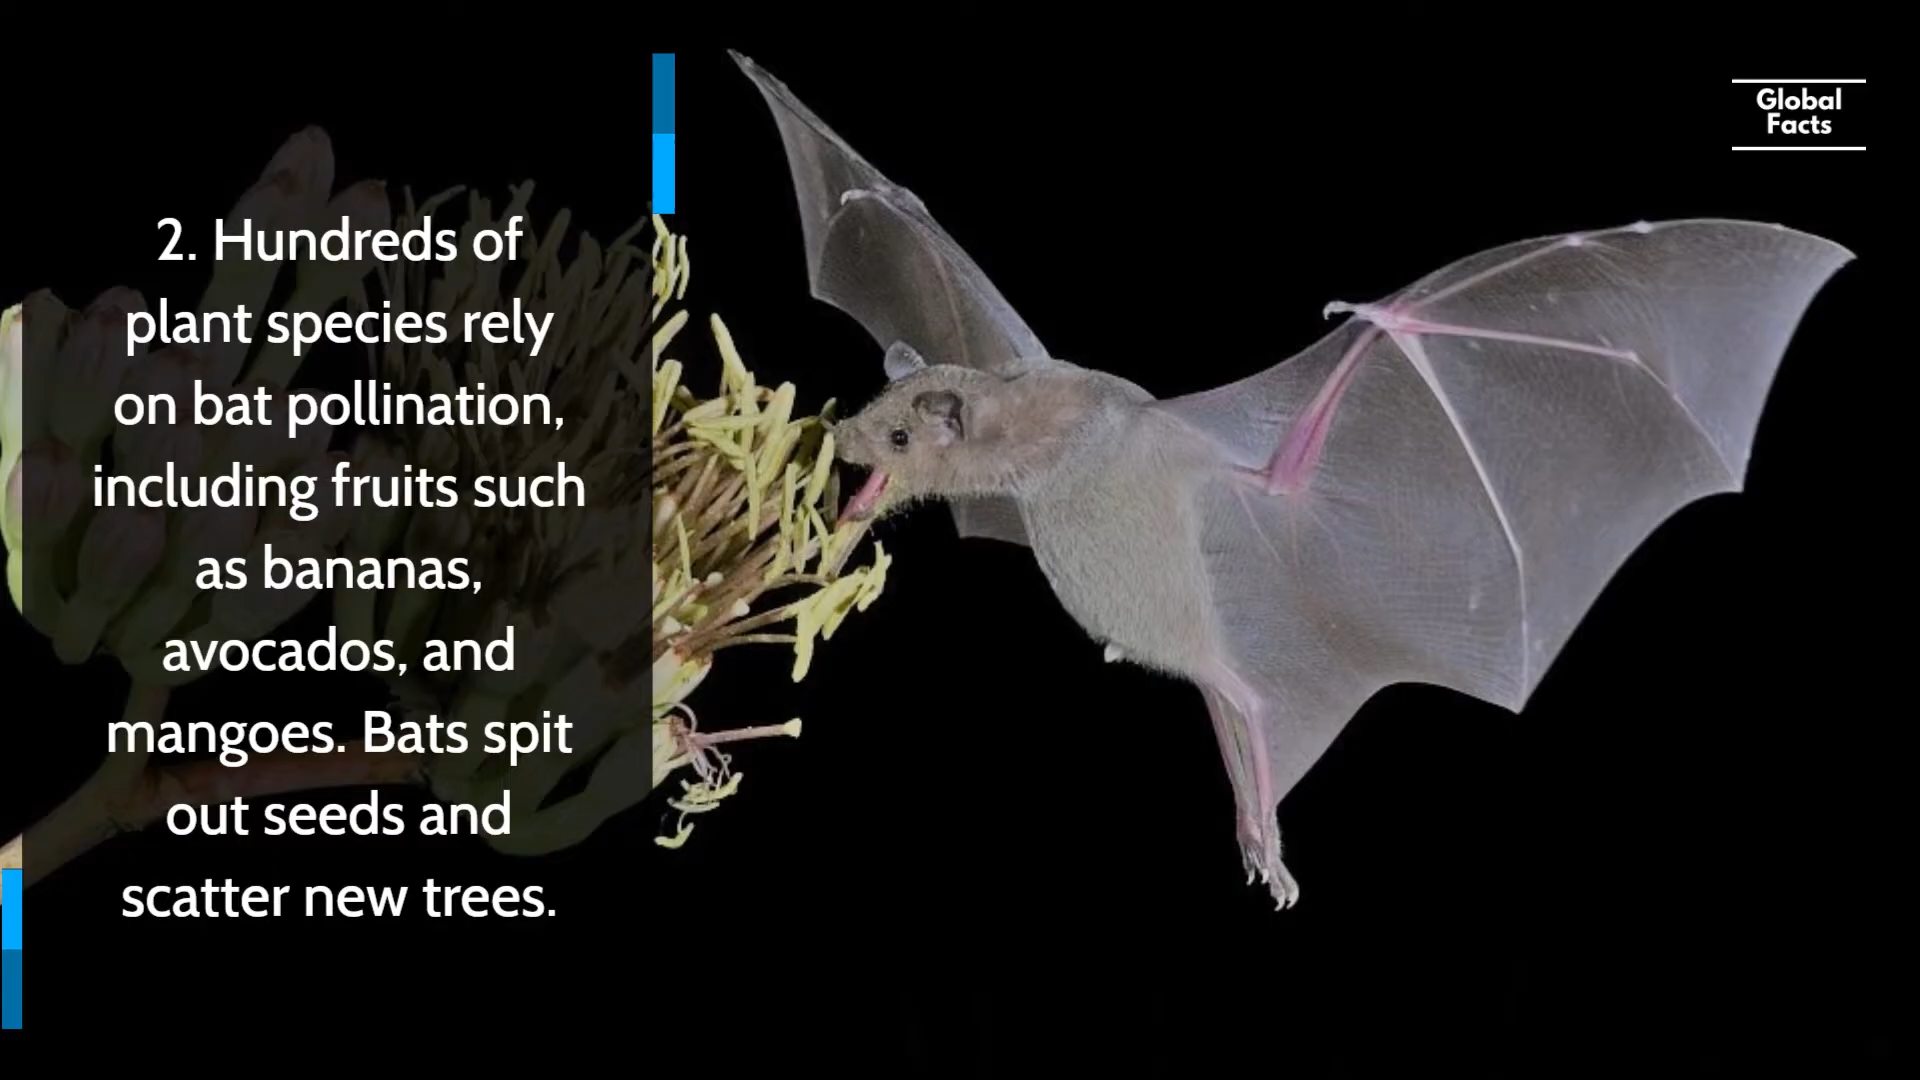 2. Hundreds of
plant species rely
on bat pollination,
including fruits such
as bananas,
avocados, and
mangoes. Bats spit
out seeds and
scatter new trees.
Global
Facts